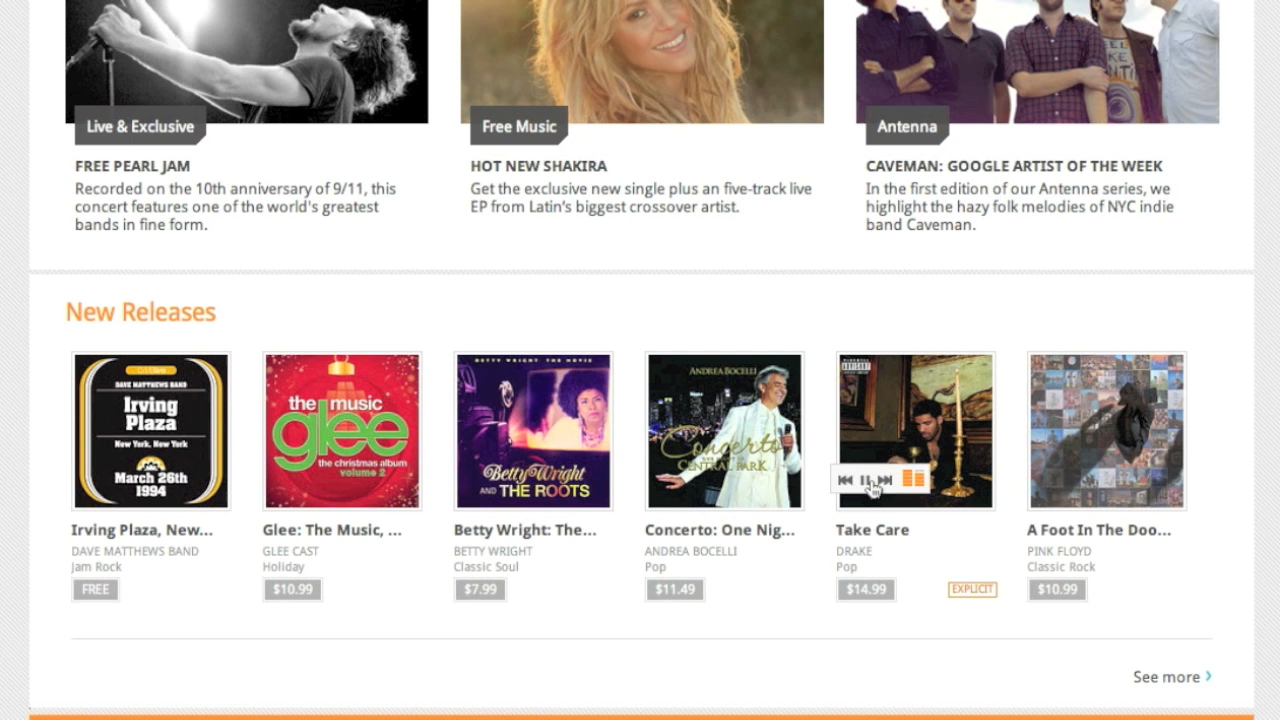 Live & Exclusive
FREE PEARL JAM
Recorded on the 10th anniversary of 9/11, this
concert features one of the world's greatest
bands in fine form.
Free Music
HOT NEW SHAKIRA
Get the exclusive new single plus an five-track live
EP from Latin's biggest crossover artist.
Antenna
CAVEMAN: GOOGLE ARTIST OF THE WEEK
In the first edition of our Antenna series, we
highlight the hazy folk melodies of NYC indie
band Caveman.
New Releases
DAVE MATTHEWS BAND
Irving
Plaza
New York, New York
March 26th
1994
Irving Plaza, New...
DAVE MATTHEWS BAND
Jam Rock
FREE
the music
glee
the christmas album
volume 2
Glee: The Music, ...
GLEE CAST
Holiday
$10.99
BETTY WRIGHT: THE MOVIE
Betty Wright
AND THE ROOTS
Betty Wright: The...
BETTY WRIGHT
Classic Soul
$7.99
ANDREA BOCELLI
Concerto
CENTRAL PARK
Concerto: One Nig...
ANDREA BOCELLI
Pop
$11.49
Take Care
DRAKE
Pop
$14.99
EXPLICIT
A Foot In The Doo...
PINK FLOYD
Classic Rock
$10.99
See more